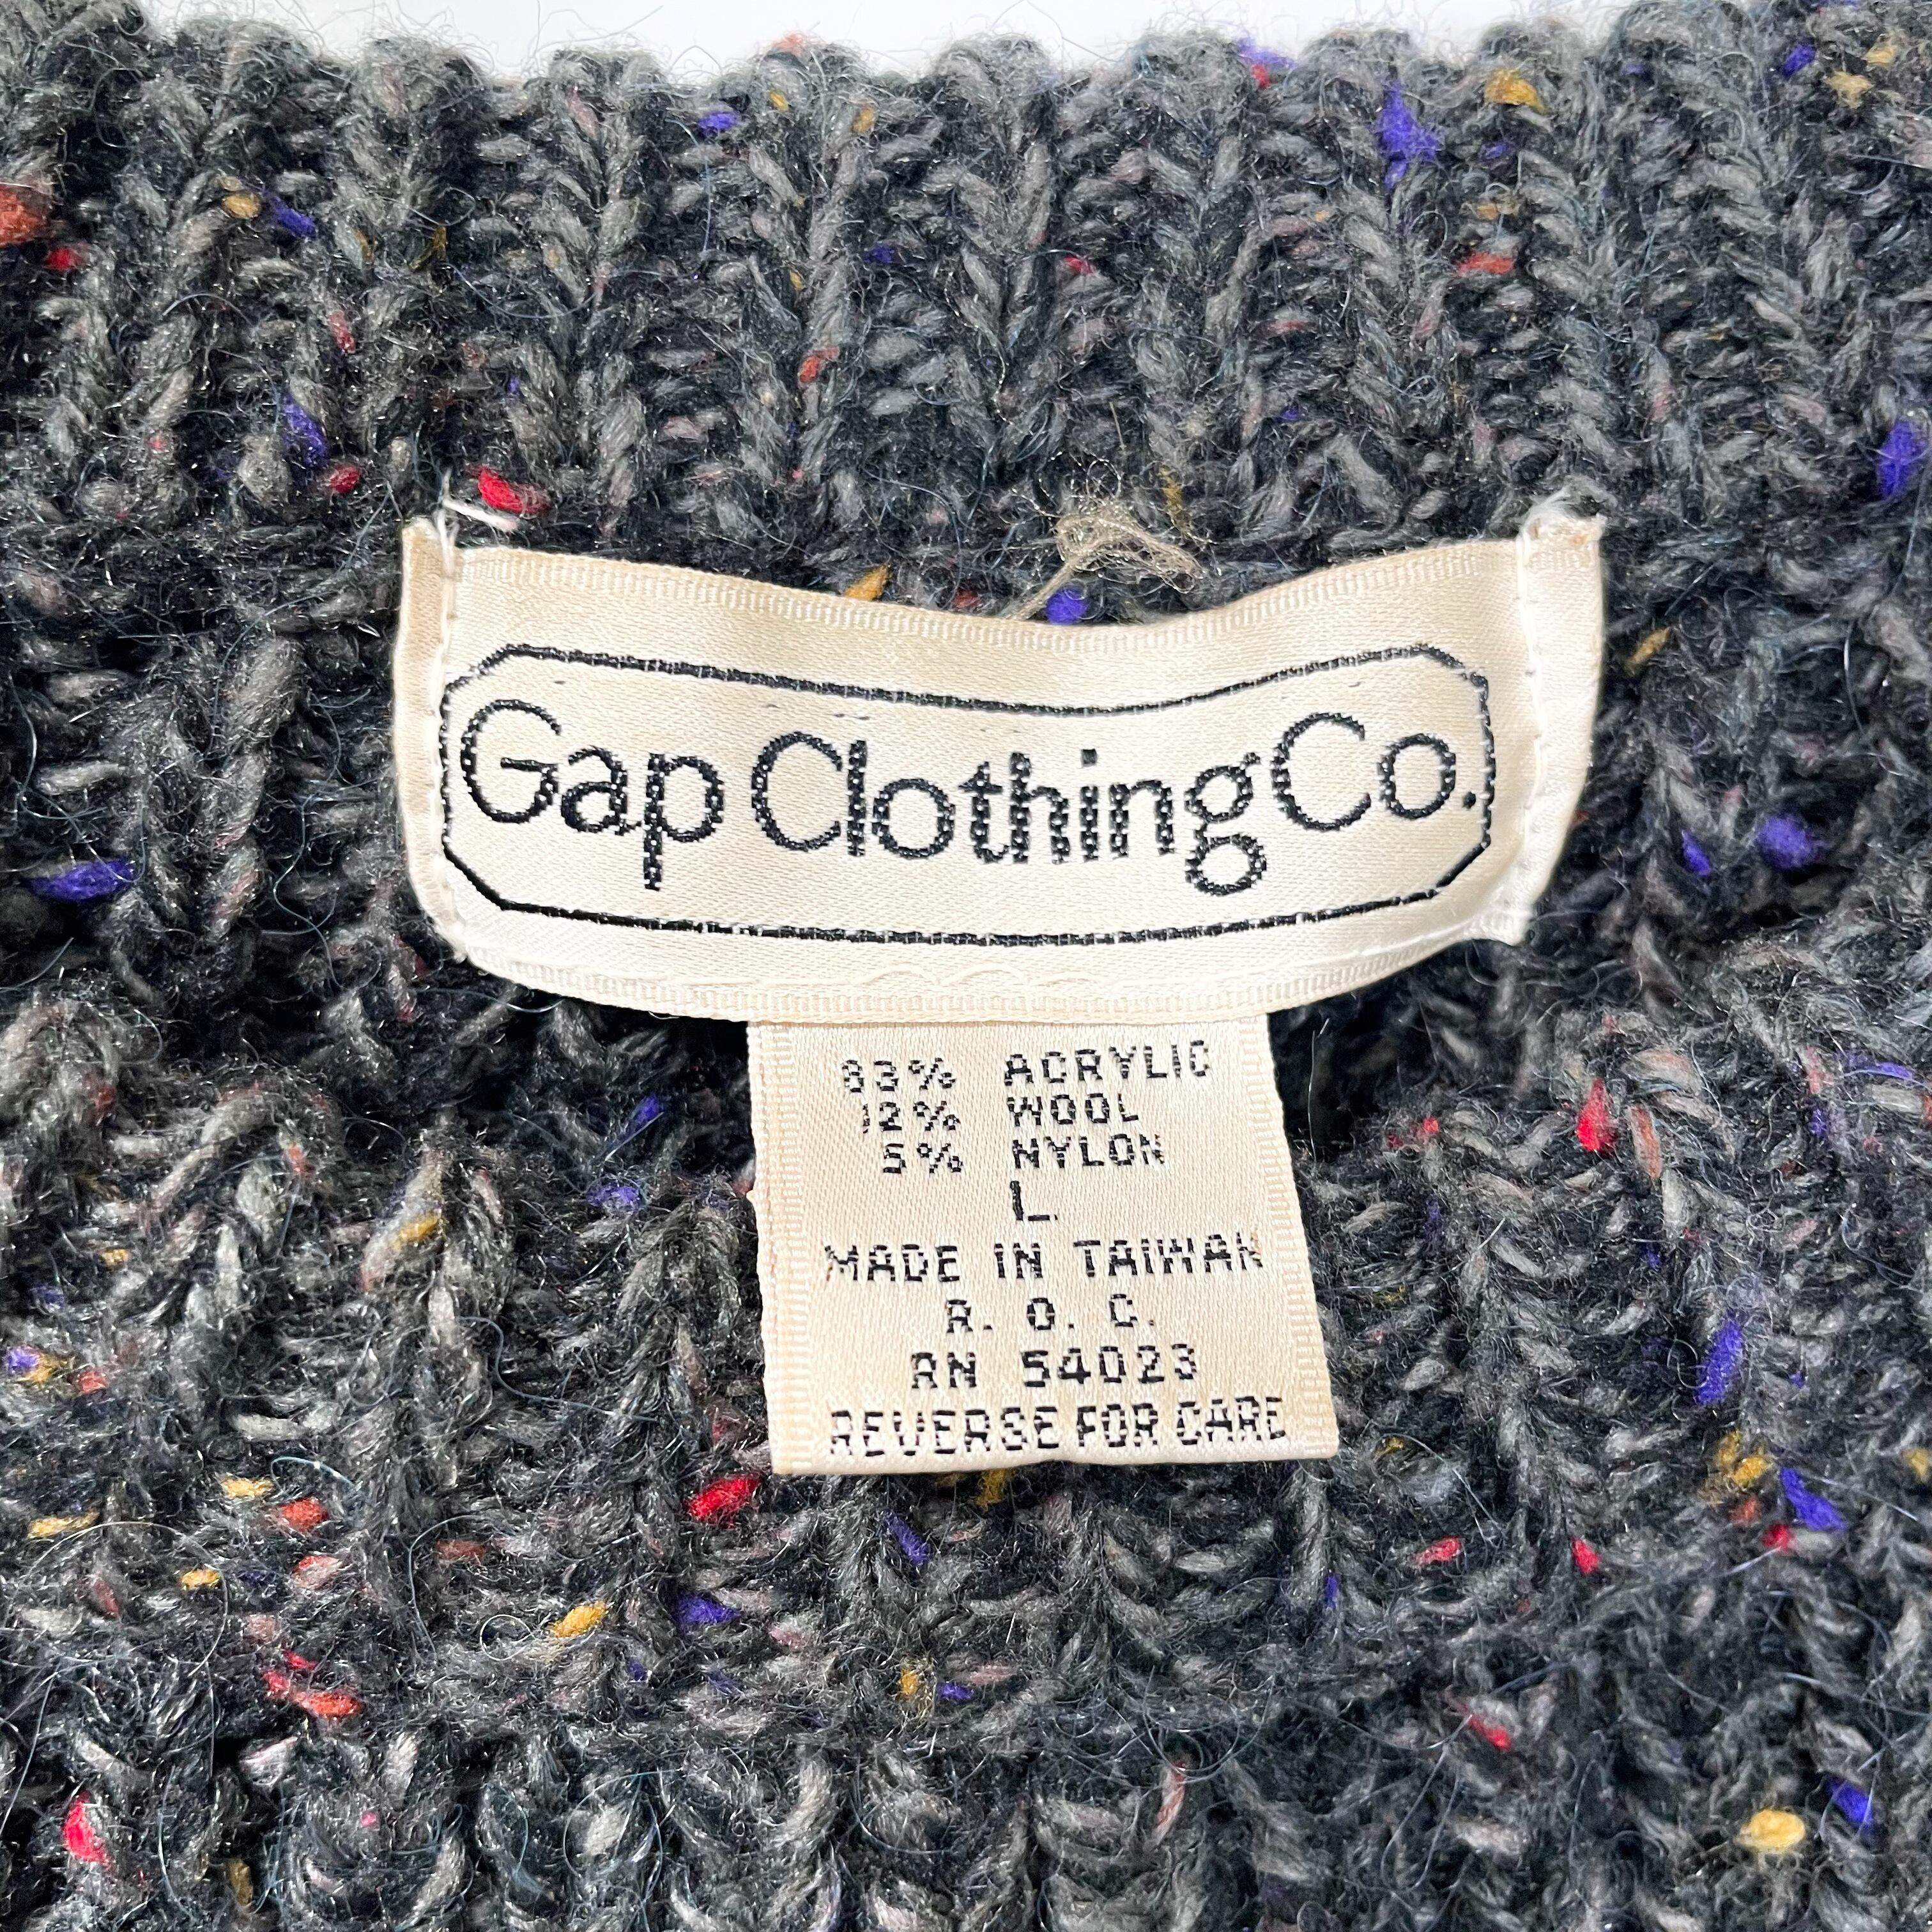 Gap Clothing Co.
83% ACRYLIC
12% WOOL
5% NYLON
L
MADE IN TAIWAN
R. O. C.
RN 54023
REVERSE FOR CARE